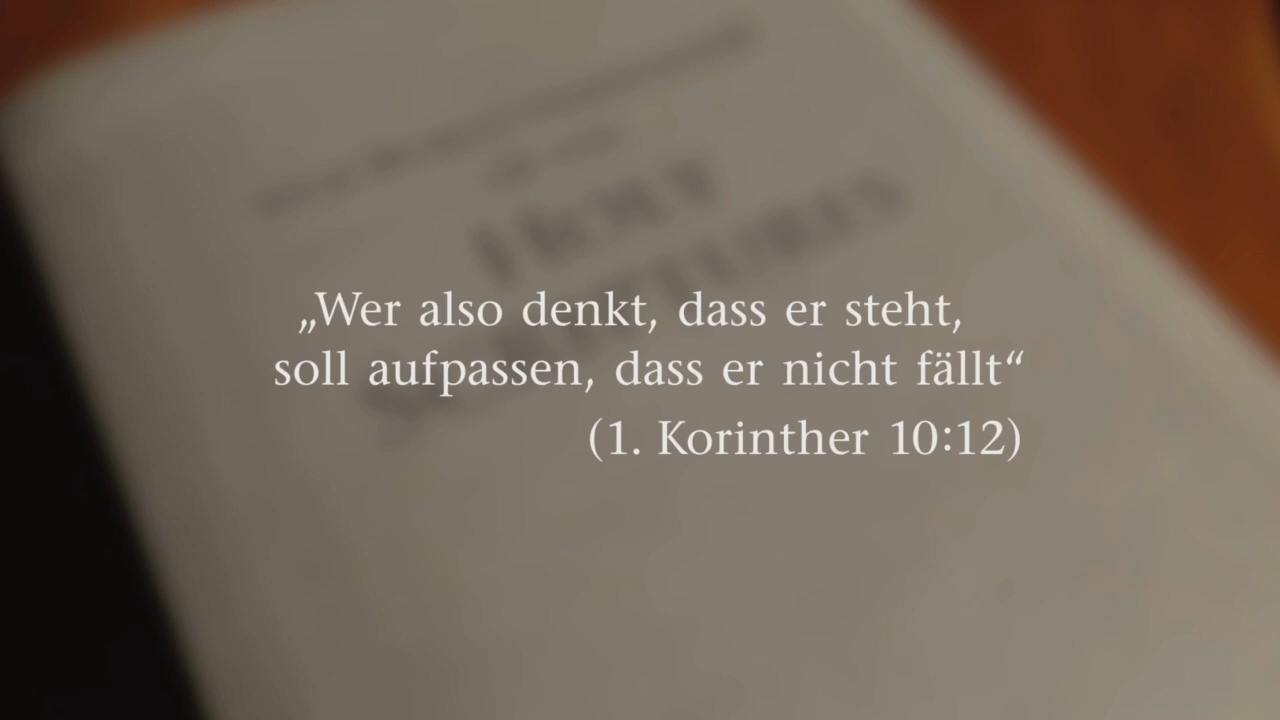 „Wer also denkt, dass er steht,
soll aufpassen, dass er nicht fällt“
(1. Korinther 10:12)